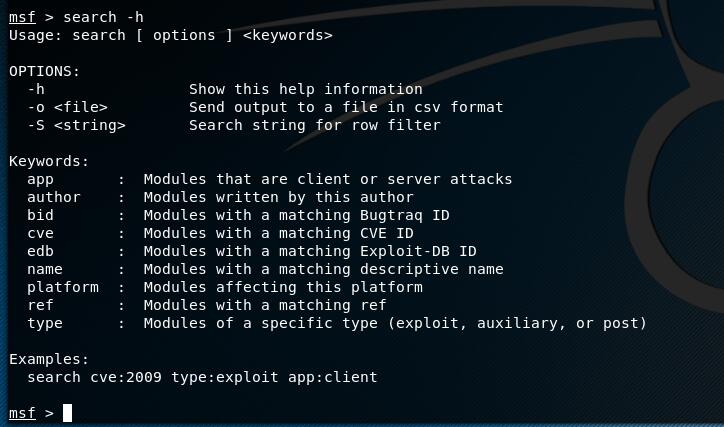 msf > search -h
Usage: search [ options ] <keywords>
OPTIONS:
-h Show this help information
-o <file> Send output to a file in csv format
-S <string> Search string for row filter
Keywords:
app : Modules that are client or server attacks
author : Modules written by this author
bid : Modules with a matching Bugtraq ID
cve : Modules with a matching CVE ID
edb : Modules with a matching Exploit-DB ID
name : Modules with a matching descriptive name
platform : Modules affecting this platform
ref : Modules with a matching ref
type : Modules of a specific type (exploit, auxiliary, or post)
Examples:
search cve:2009 type:exploit app:client
msf >